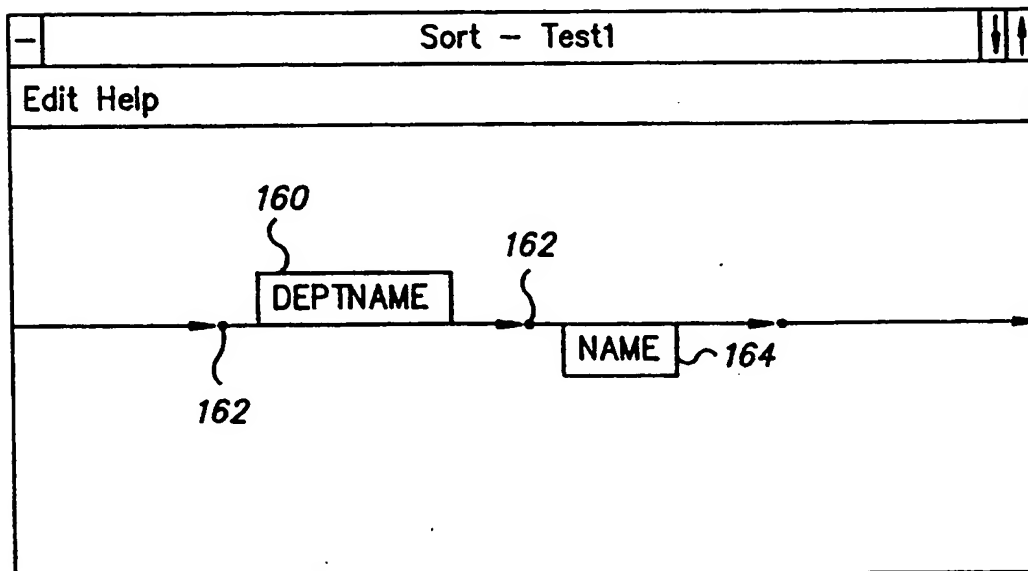 Sort – Test1
Edit Help
160
162
DEPTNAME
NAME
164
162